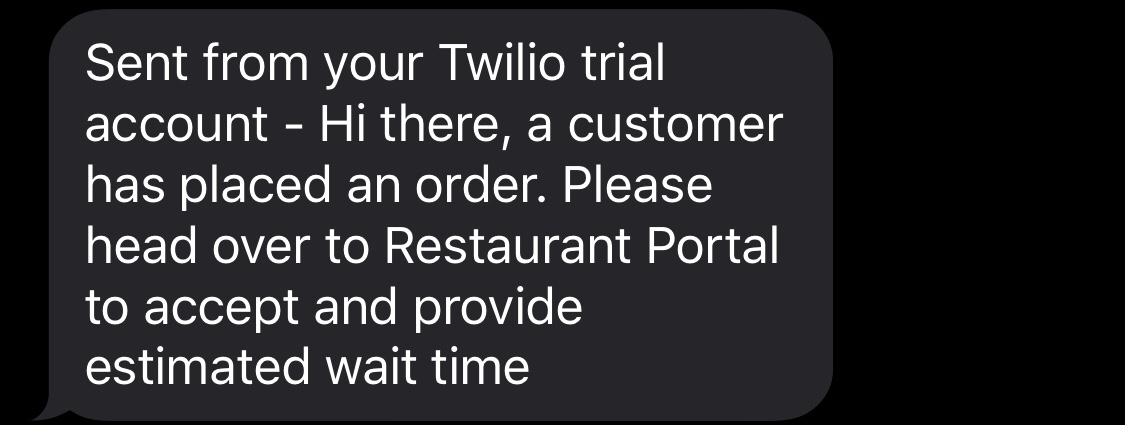 Sent from your Twilio trial
account - Hi there, a customer
has placed an order. Please
head over to Restaurant Portal
to accept and provide
estimated wait time